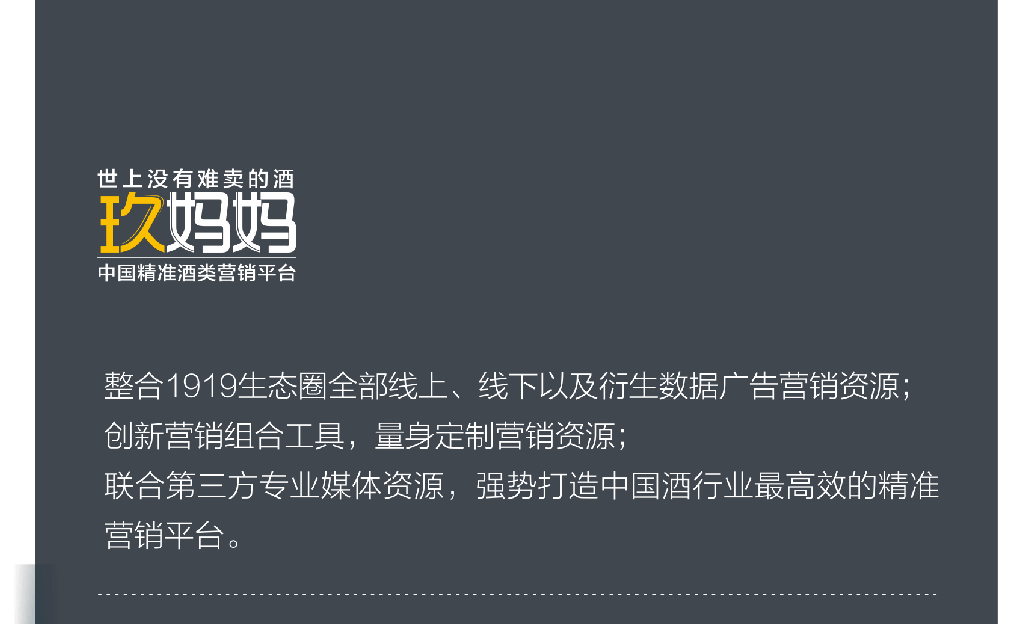 世上没有难卖的酒
玖妈妈
中国精准酒类营销平台
整合1919生态圈全部线上、线下以及衍生数据广告营销资源；
创新营销组合工具，量身定制营销资源；
联合第三方专业媒体资源，强势打造中国酒行业最高效的精准
营销平台。